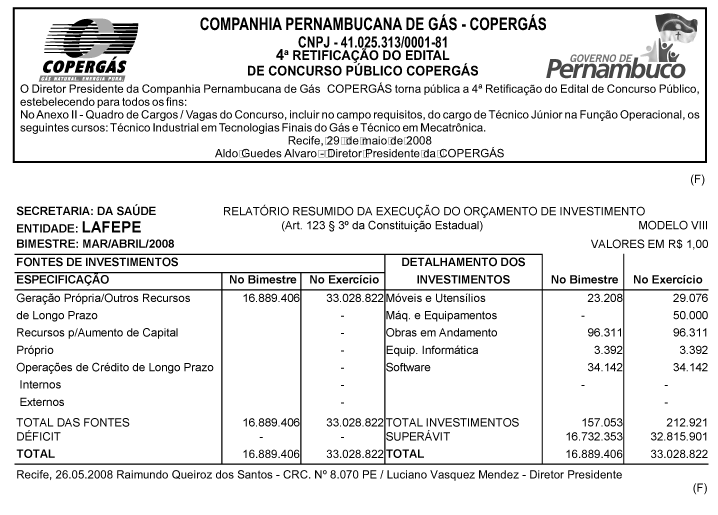 COPERGÁS
GÁS NATURAL. ENERGIA PURA.
COMPANHIA PERNAMBUCANA DE GÁS - COPERGÁS
CNPJ - 41.025.313/0001-81
4ª RETIFICAÇÃO DO EDITAL
DE CONCURSO PÚBLICO COPERGÁS
GOVERNO DE
Pernambuco
O Diretor Presidente da Companhia Pernambucana de Gás COPERGÁS torna pública a 4ª Retificação do Edital de Concurso Público,
estebelecendo para todos os fins:
No Anexo II - Quadro de Cargos / Vagas do Concurso, incluir no campo requisitos, do cargo de Técnico Júnior na Função Operacional, os
seguintes cursos: Técnico Industrial em Tecnologias Finais do Gás e Técnico em Mecatrônica.
Recife, 29 de maio de 2008
Aldo Guedes Alvaro - Diretor Presidente da COPERGÁS
(F)
SECRETARIA: DA SAÚDE RELATÓRIO RESUMIDO DA EXECUÇÃO DO ORÇAMENTO DE INVESTIMENTO
ENTIDADE: LAFEPE (Art. 123 § 3º da Constituição Estadual) MODELO VIII
BIMESTRE: MAR/ABRIL/2008 VALORES EM R$ 1,00
FONTES DE INVESTIMENTOS DETALHAMENTO DOS
ESPECIFICAÇÃO No Bimestre No Exercício INVESTIMENTOS No Bimestre No Exercício
Geração Própria/Outros Recursos 16.889.406 33.028.822 Móveis e Utensílios 23.208 29.076
de Longo Prazo - Máq. e Equipamentos - 50.000
Recursos p/Aumento de Capital - Obras em Andamento 96.311 96.311
Próprio - Equip. Informática 3.392 3.392
Operações de Crédito de Longo Prazo - Software 34.142 34.142
Internos - - -
Externos - -
TOTAL DAS FONTES 16.889.406 33.028.822 TOTAL INVESTIMENTOS 157.053 212.921
DÉFICIT - - SUPERÁVIT 16.732.353 32.815.901
TOTAL 16.889.406 33.028.822 TOTAL 16.889.406 33.028.822
Recife, 26.05.2008 Raimundo Queiroz dos Santos - CRC. Nº 8.070 PE / Luciano Vasquez Mendez - Diretor Presidente
(F)